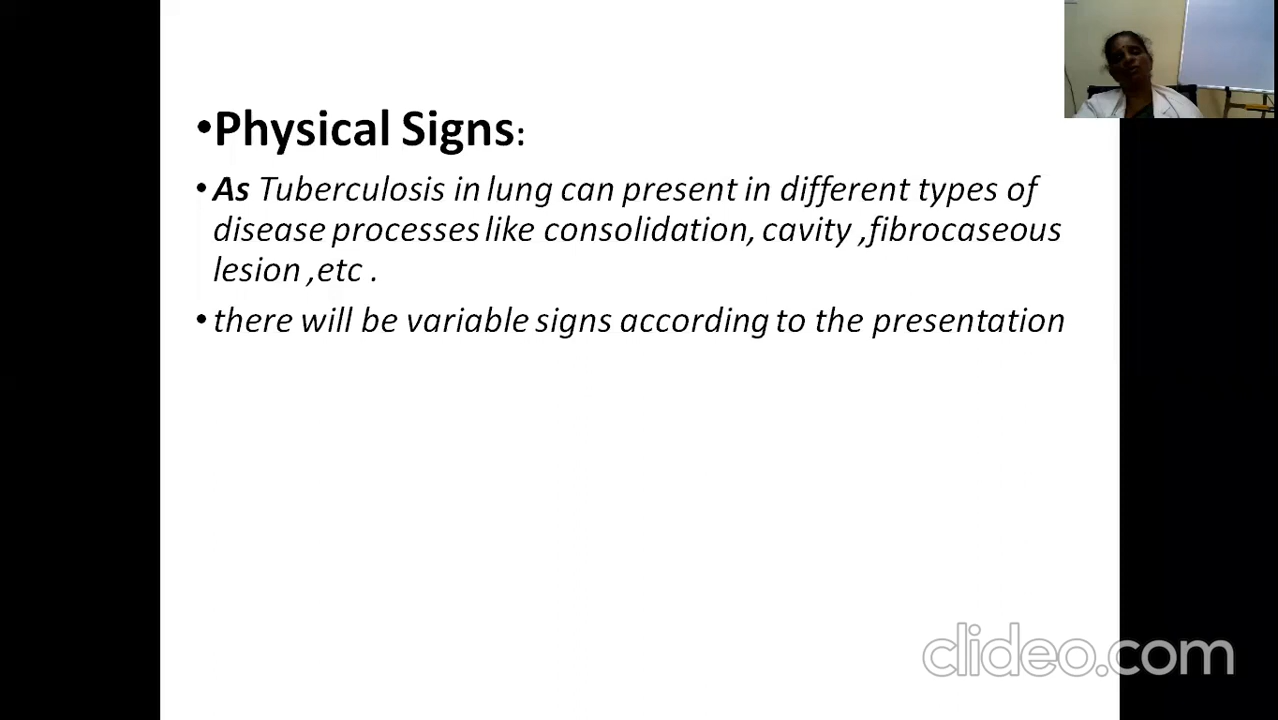 •Physical Signs:
• As Tuberculosis in lung can present in different types of
disease processes like consolidation, cavity ,fibrocaseous
lesion ,etc .
• there will be variable signs according to the presentation
clideo.com